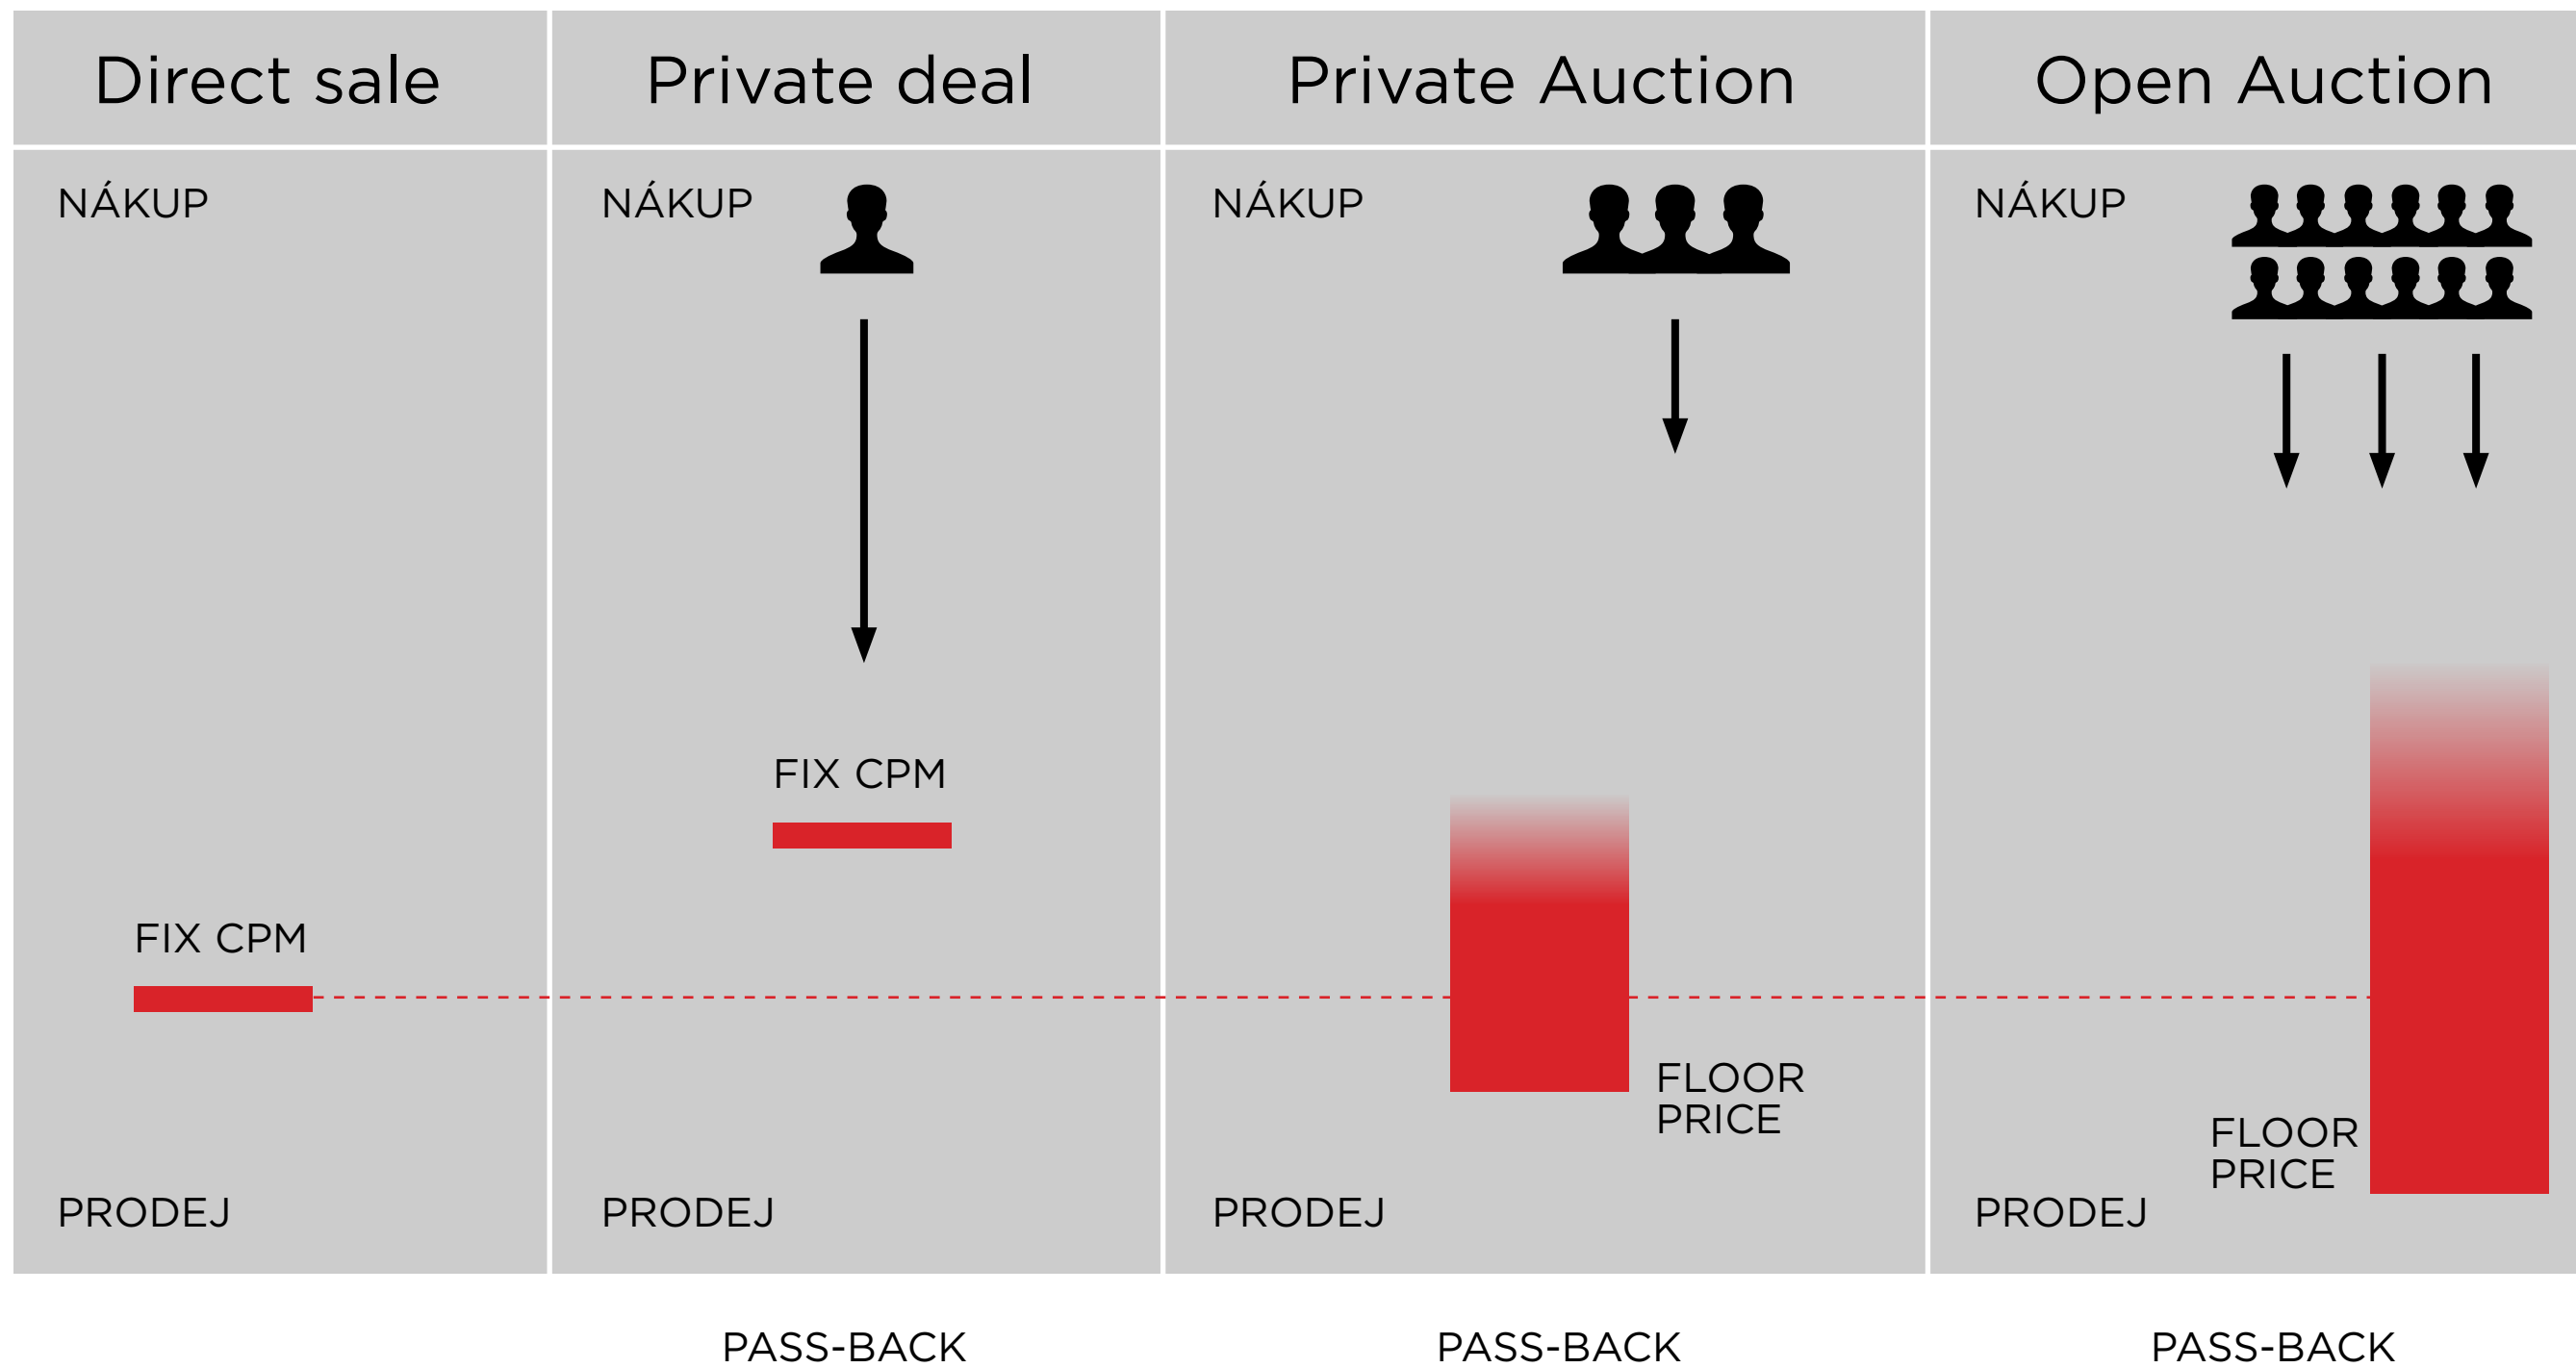 Direct sale
Private deal
Private Auction
Open Auction
NÁKUP
NÁKUP
NÁKUP
NÁKUP
FIX CPM
FIX CPM
FLOOR
PRICE
FLOOR
PRICE
PRODEJ
PRODEJ
PRODEJ
PRODEJ
PASS-BACK
PASS-BACK
PASS-BACK